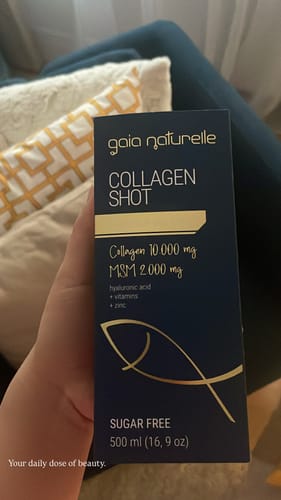 gaia naturelle
COLLAGEN
SHOT
Collagen 10.000 mg
MSM 2.000 mg
hyaluronic acid
+ vitamins
+ zinc
SUGAR FREE
500 ml (16, 9 oz)
Your daily dose of beauty.